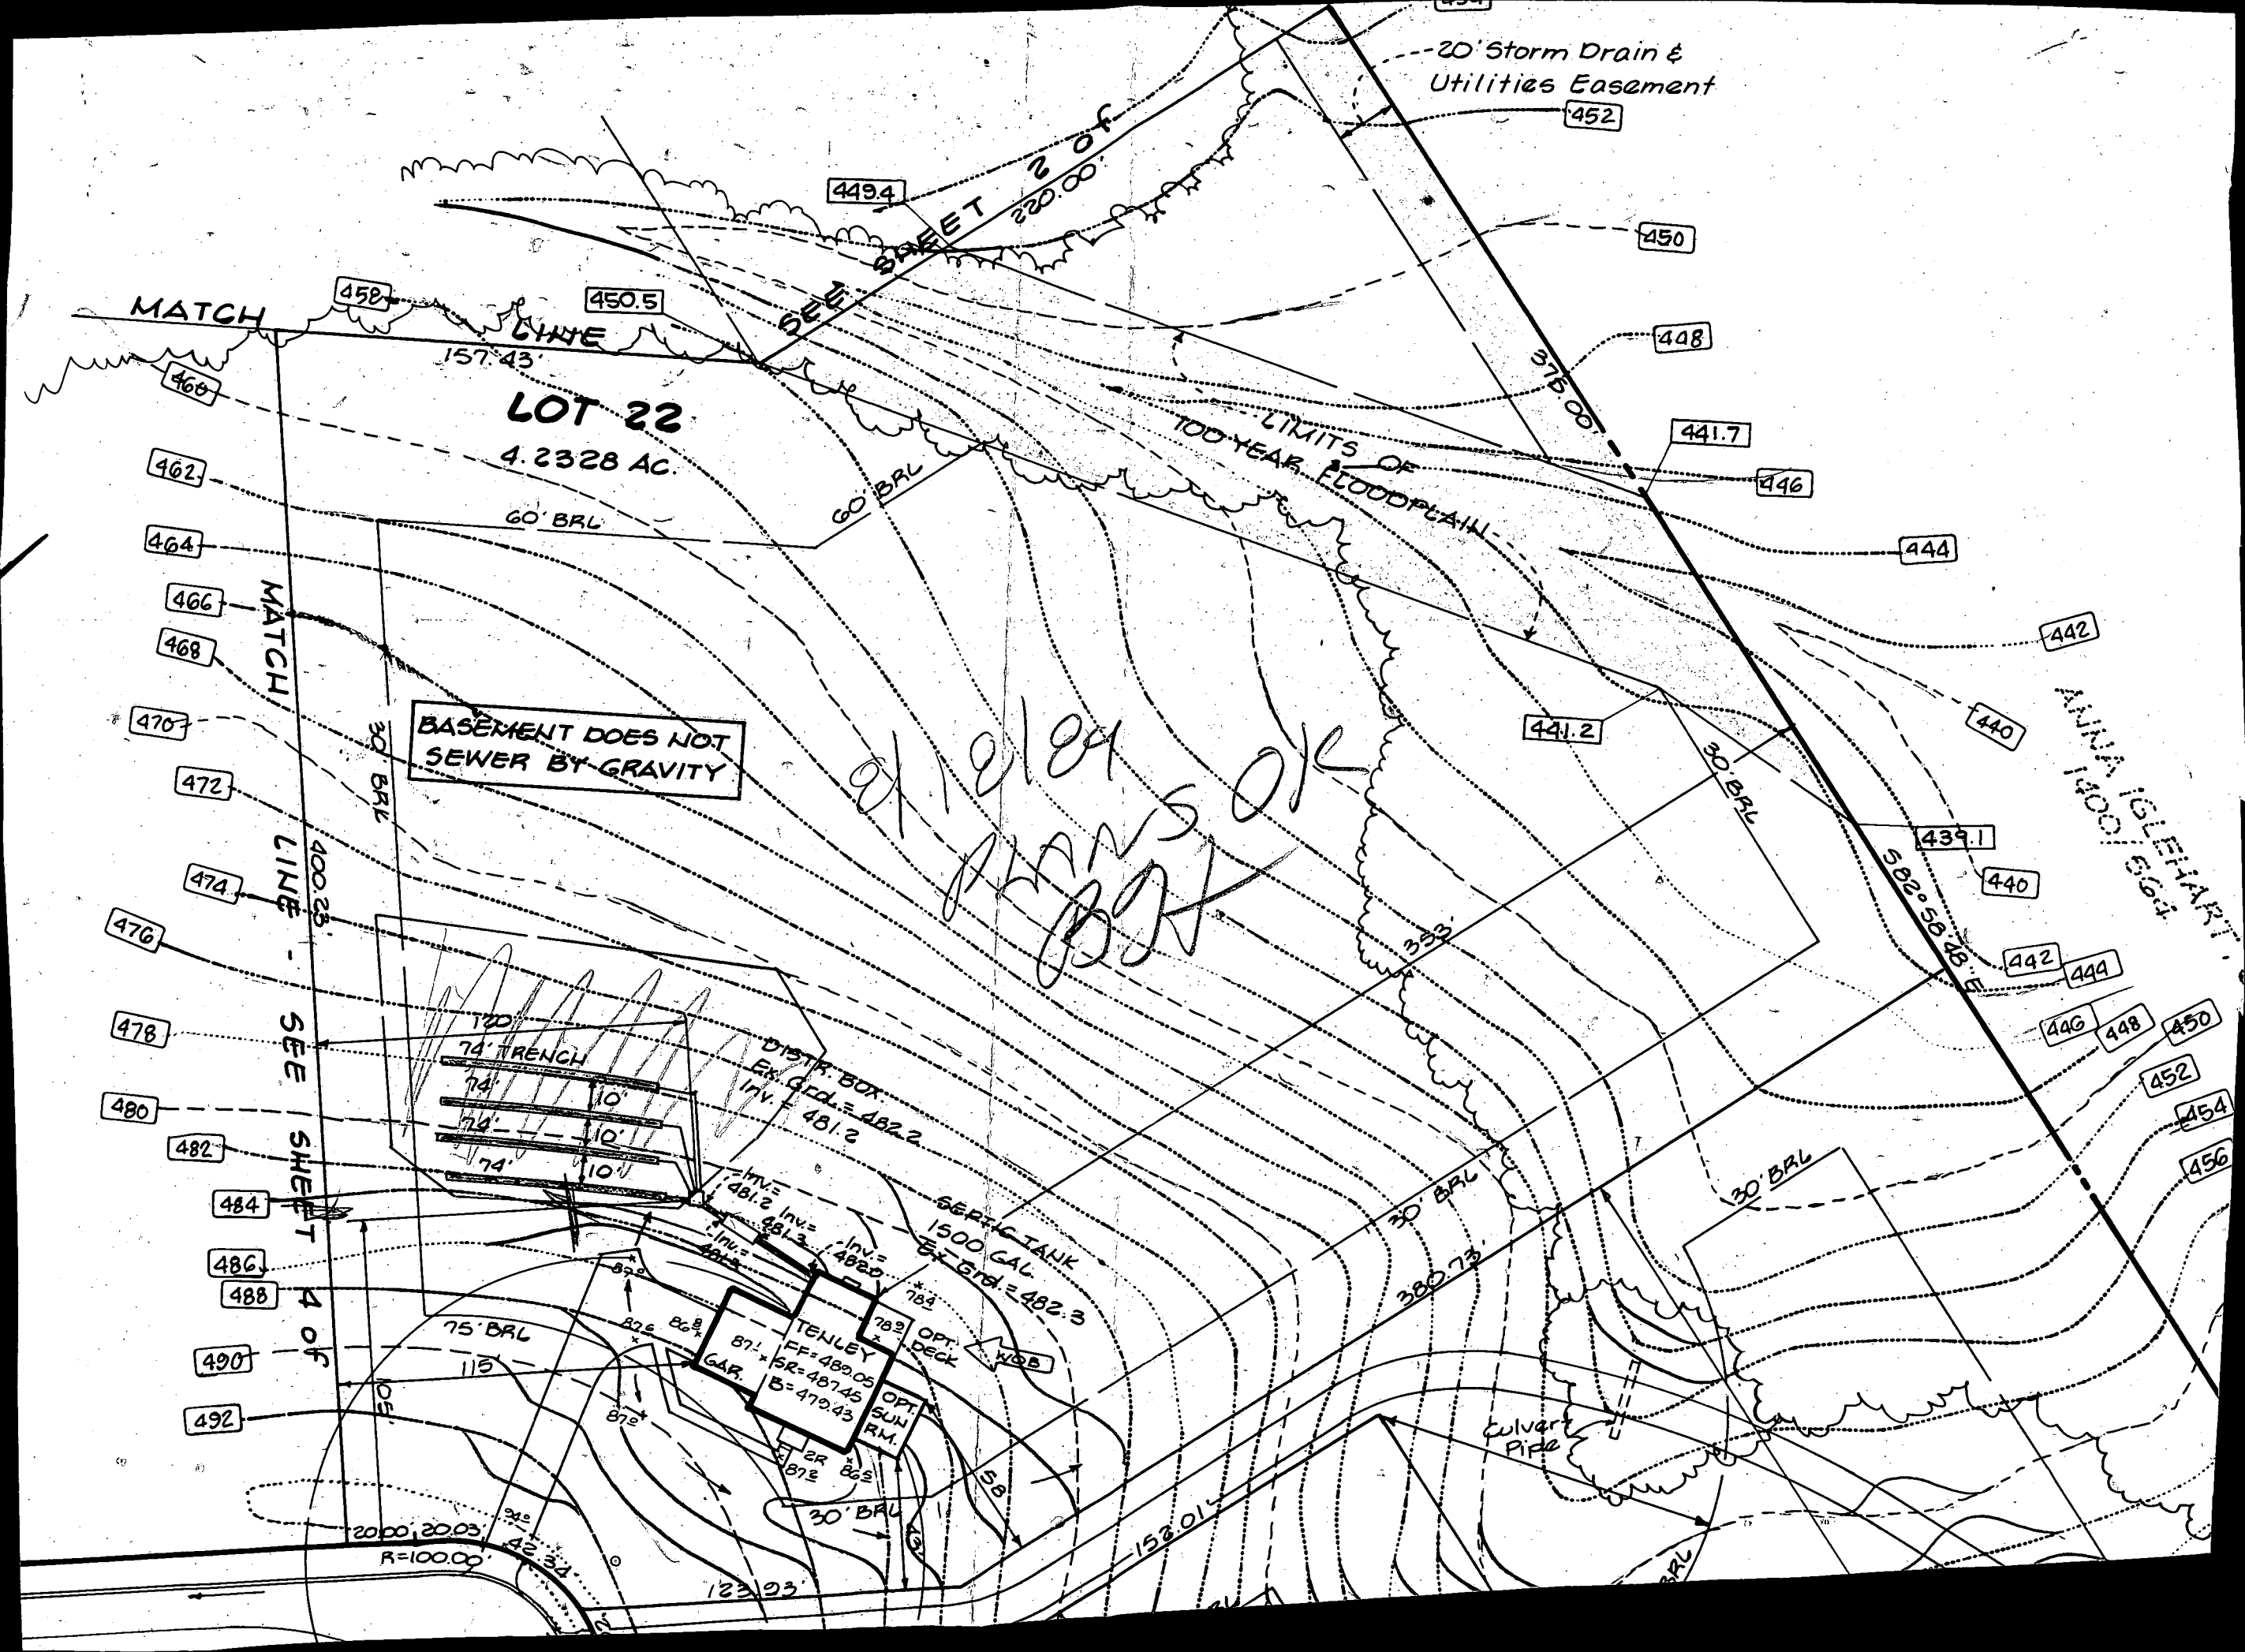 20' Storm Drain &
Utilities Easement
452
449.4
SEE SHEET 2 OF
220.00'
450
458
450.5
448
MATCH LINE
157.43'
375.00'
460
LOT 22
4.2328 AC.
LIMITS OF
100 YEAR FLOODPLAIN
441.7
446
462
60' BRL
60' BRL
464
444
466
442
468
MATCH LINE - SEE SHEET 4 OF
400.23'
470
30' BRL
BASEMENT DOES NOT
SEWER BY GRAVITY
441.2
30' BRL
440
ANNA IGLEHART
1400 / 564
472
PLANS OK
439.1
440
474
S82° 58' 48" E
476
353'
442
444
478
120'
74' TRENCH
DISTR. BOX
Ex. Grd. = 482.2
Inv. = 481.2
446
448
450
452
74'
10'
480
74'
10'
454
482
74'
10'
456
484
Inv.=
481.2
Inv.=
481.3
Inv.=
482.0
SEPTIC TANK
1500 GAL
Ex. Grd. = 482.3
30' BRL
30' BRL
486
Inv.=
380.73'
488
75' BRL
115'
105'
490
TENLEY
FF=489.05
SR=487.45
B=479.43
GAR.
OPT.
DECK
WOB
OPT.
SUN
RM.
492
2R
Culvert
Pipe
30' BRL
58'
20.00'
20.03'
42.34'
R=100.00'
123.93'
152.01'
BRL